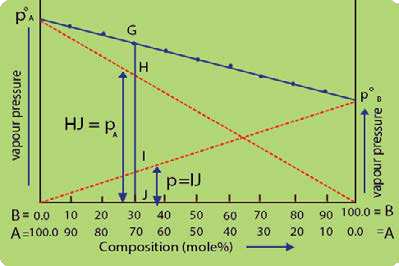 p°A
G
H
p°B
HJ = pA
I
p=IJ
J
vapour pressure
vapour pressure
B = 0.0 10 20 30 40 50 60 70 80 90 100.0 = B
A =100.0 90 80 70 60 50 40 30 20 10 0.0 =A
Composition (mole%)